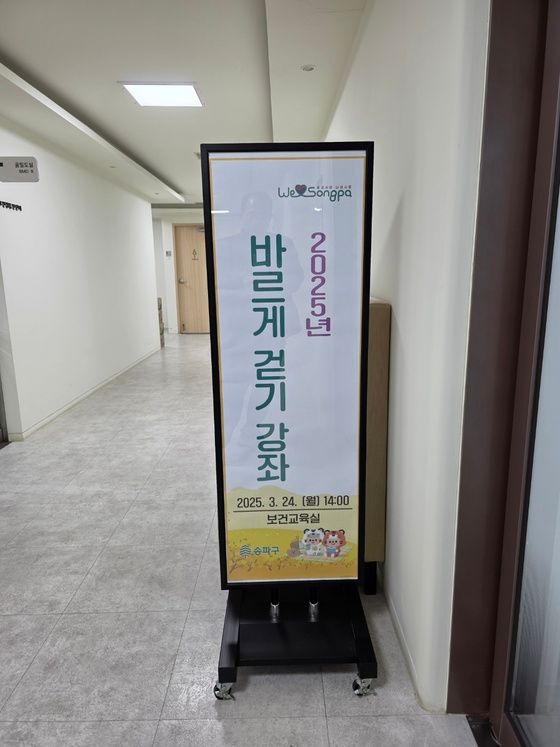 We Songpa
2025년
바르게 걷기 강좌
2025. 3. 24. (월) 14:00
보건교육실
송파구